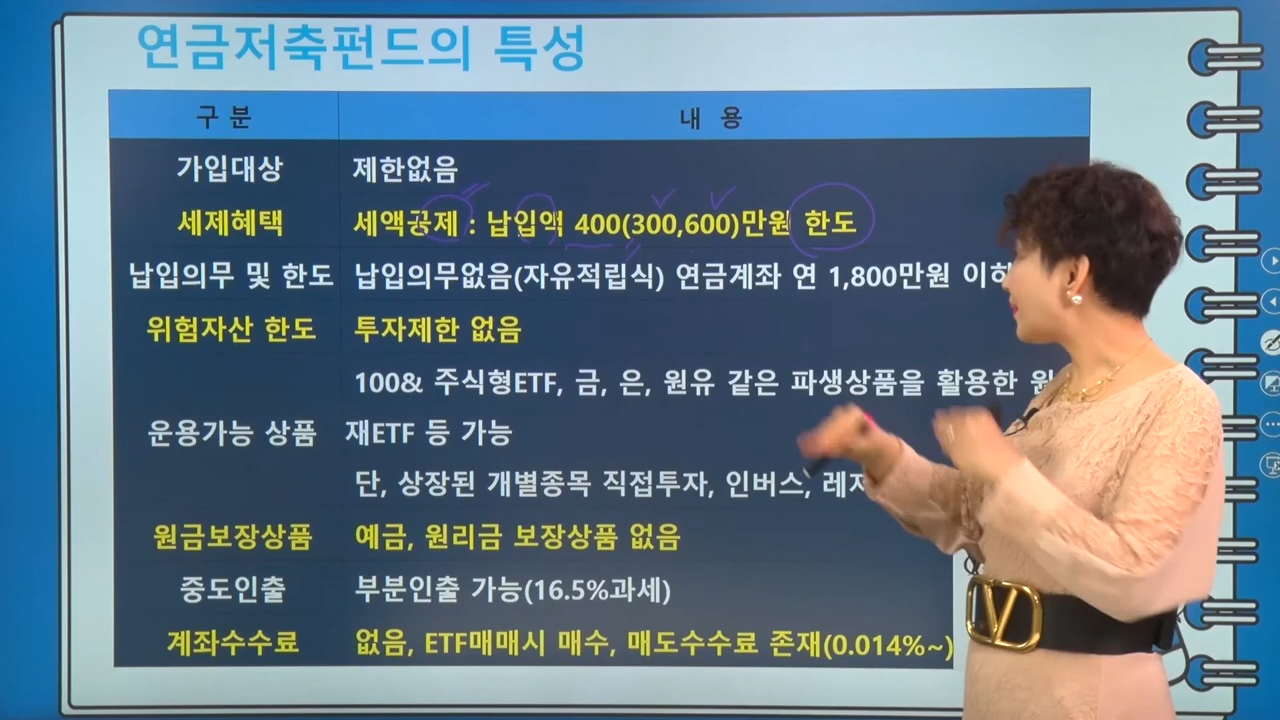 연금저축펀드의 특성
구 분 내 용
가입대상 제한없음
세제혜택 세액공제 : 납입액 400(300,600)만원 한도
납입의무 및 한도 납입의무없음(자유적립식) 연금계좌 연 1,800만원
위험자산 한도 투자제한 없음
100& 주식형ETF, 금, 은, 원유 같은 파생상품을 활용한
운용가능 상품 재ETF 등 가능
단, 상장된 개별종목 직접투자, 인버스,
원금보장상품 예금, 원리금 보장상품 없음
중도인출 부분인출 가능(16.5%과세)
계좌수수료 없음, ETF매매시 매수, 매도수수료 존재(0.014%~)